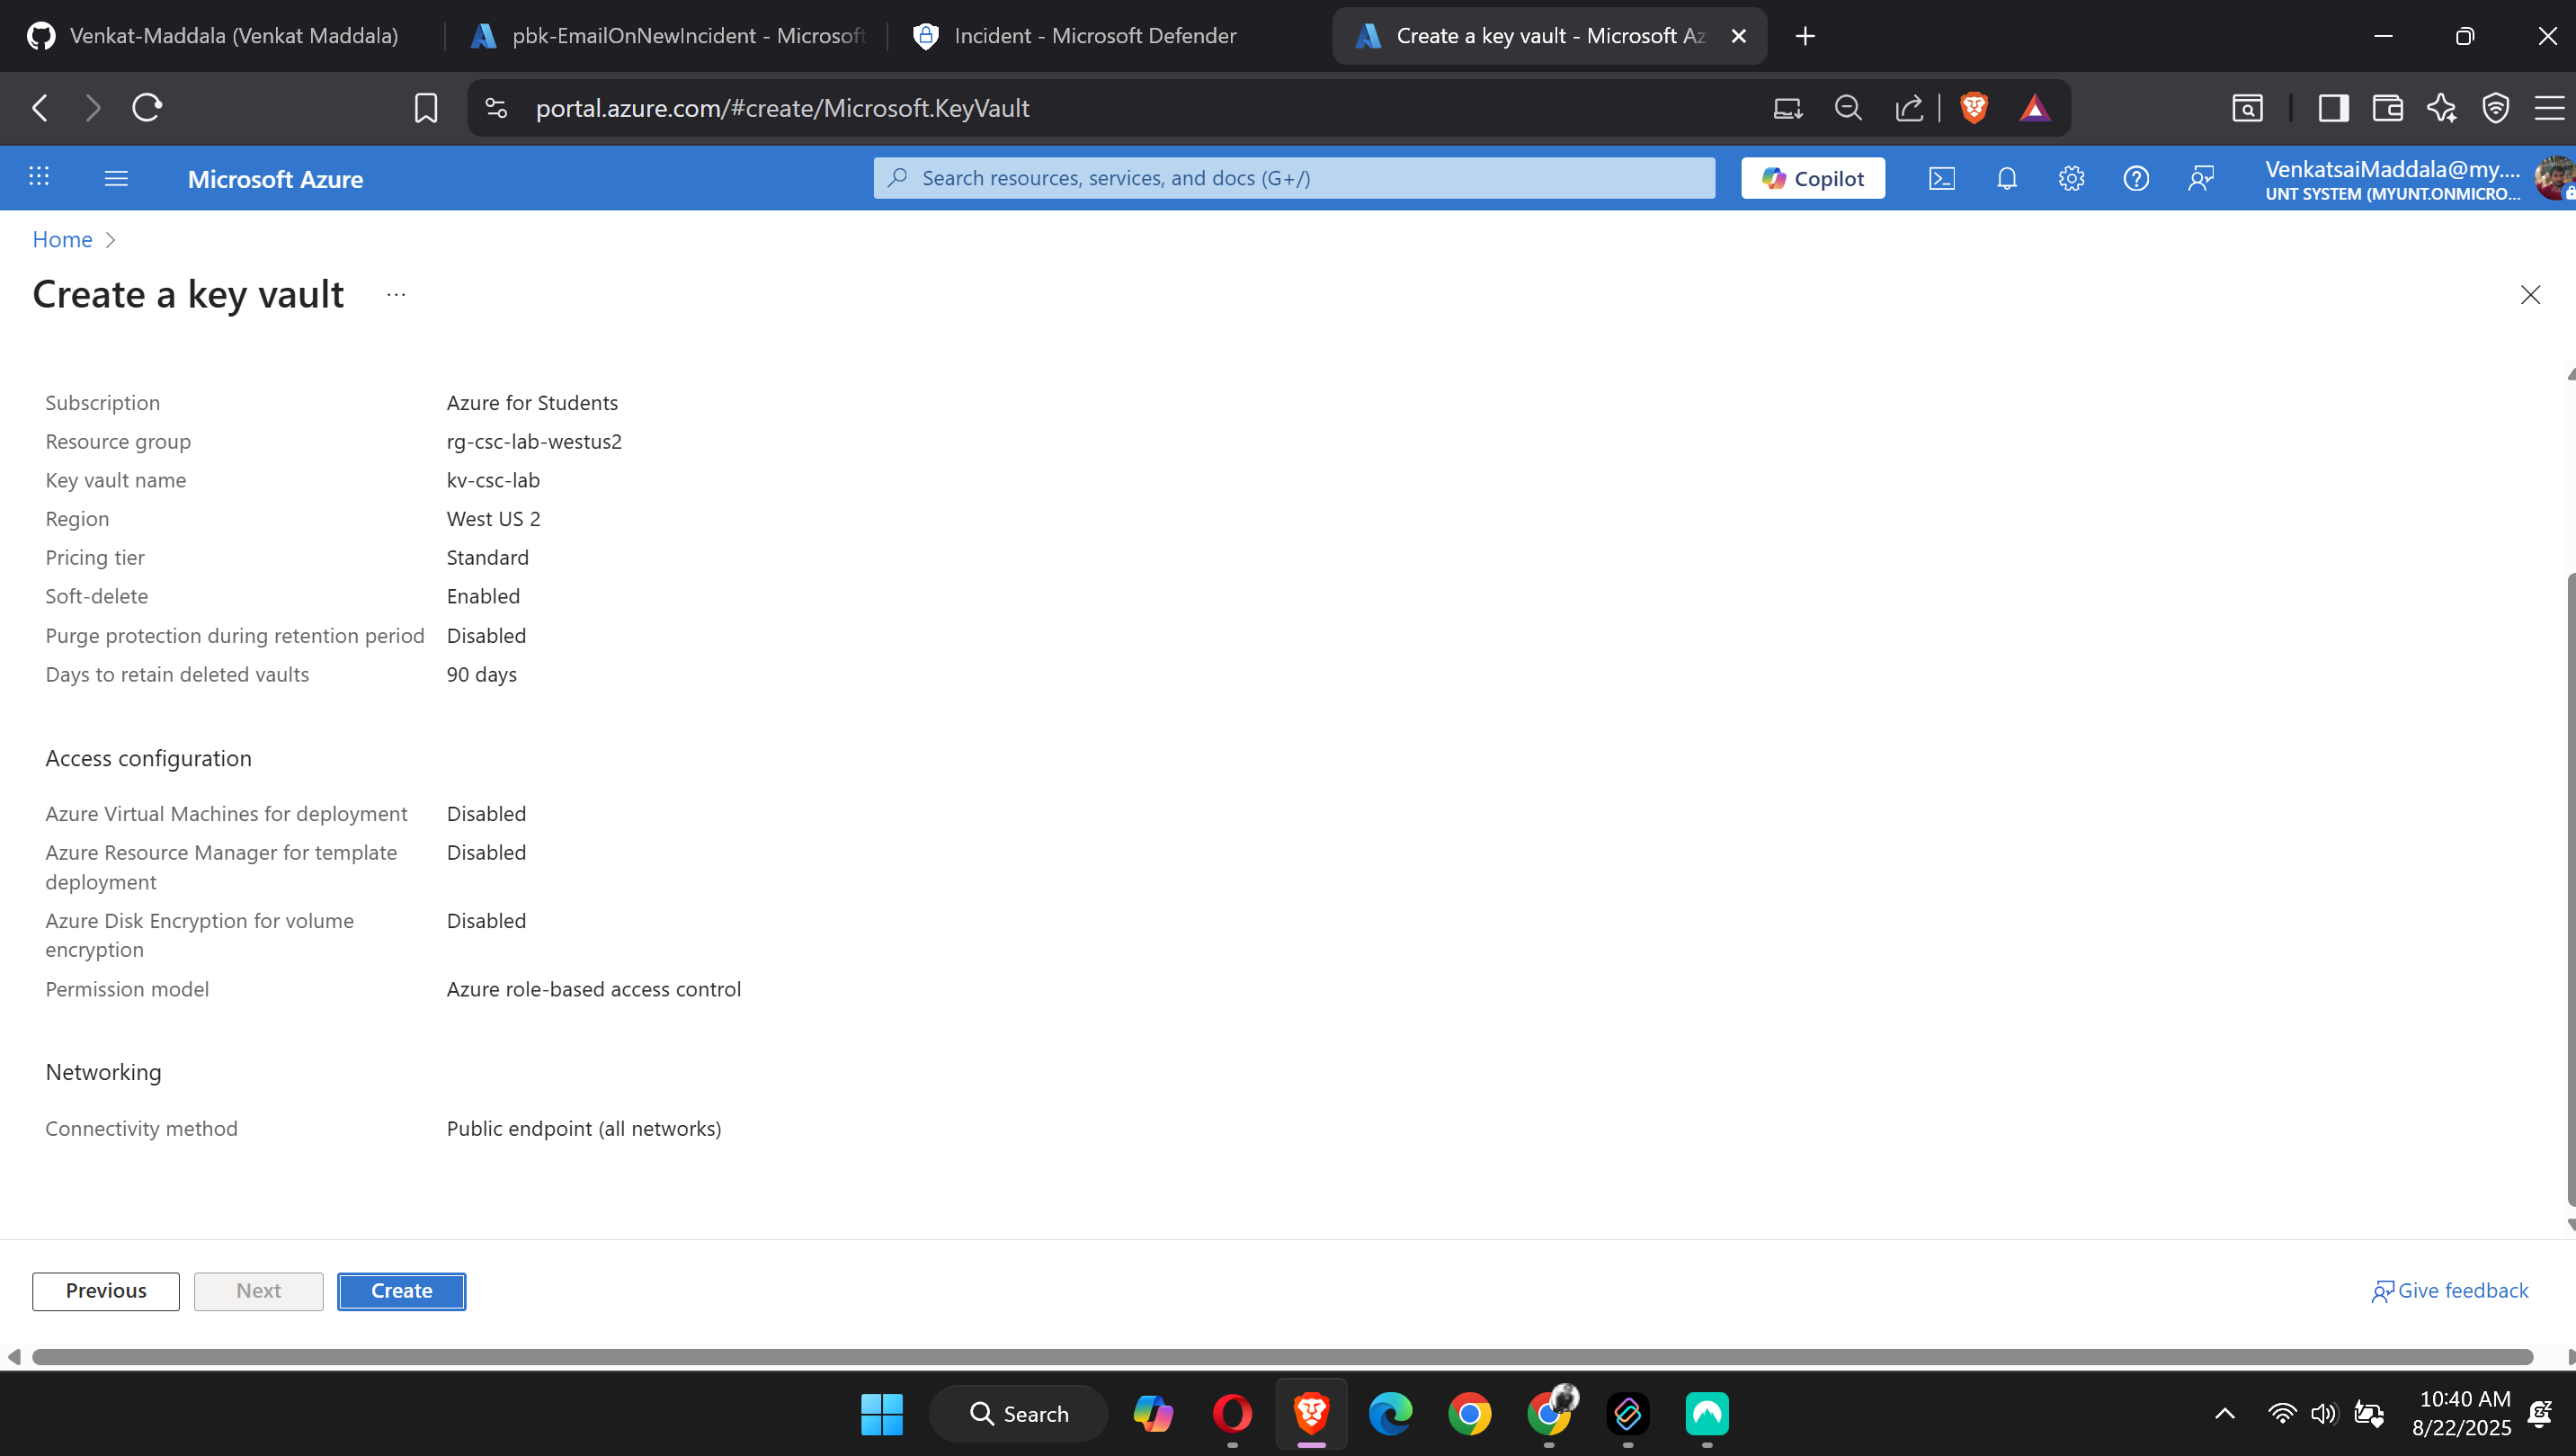 Venkat-Maddala (Venkat Maddala)
pbk-EmailOnNewIncident - Microsoft
Incident - Microsoft Defender
Create a key vault - Microsoft Az
portal.azure.com/#create/Microsoft.KeyVault
Microsoft Azure
Search resources, services, and docs (G+/)
Copilot
VenkatsaiMaddala@my....
UNT SYSTEM (MYUNT.ONMICRO...
Home
Create a key vault ...
Subscription Azure for Students
Resource group rg-csc-lab-westus2
Key vault name kv-csc-lab
Region West US 2
Pricing tier Standard
Soft-delete Enabled
Purge protection during retention period Disabled
Days to retain deleted vaults 90 days
Access configuration
Azure Virtual Machines for deployment Disabled
Azure Resource Manager for template Disabled
deployment
Azure Disk Encryption for volume Disabled
encryption
Permission model Azure role-based access control
Networking
Connectivity method Public endpoint (all networks)
Previous Next Create
Give feedback
Search
10:40 AM
8/22/2025